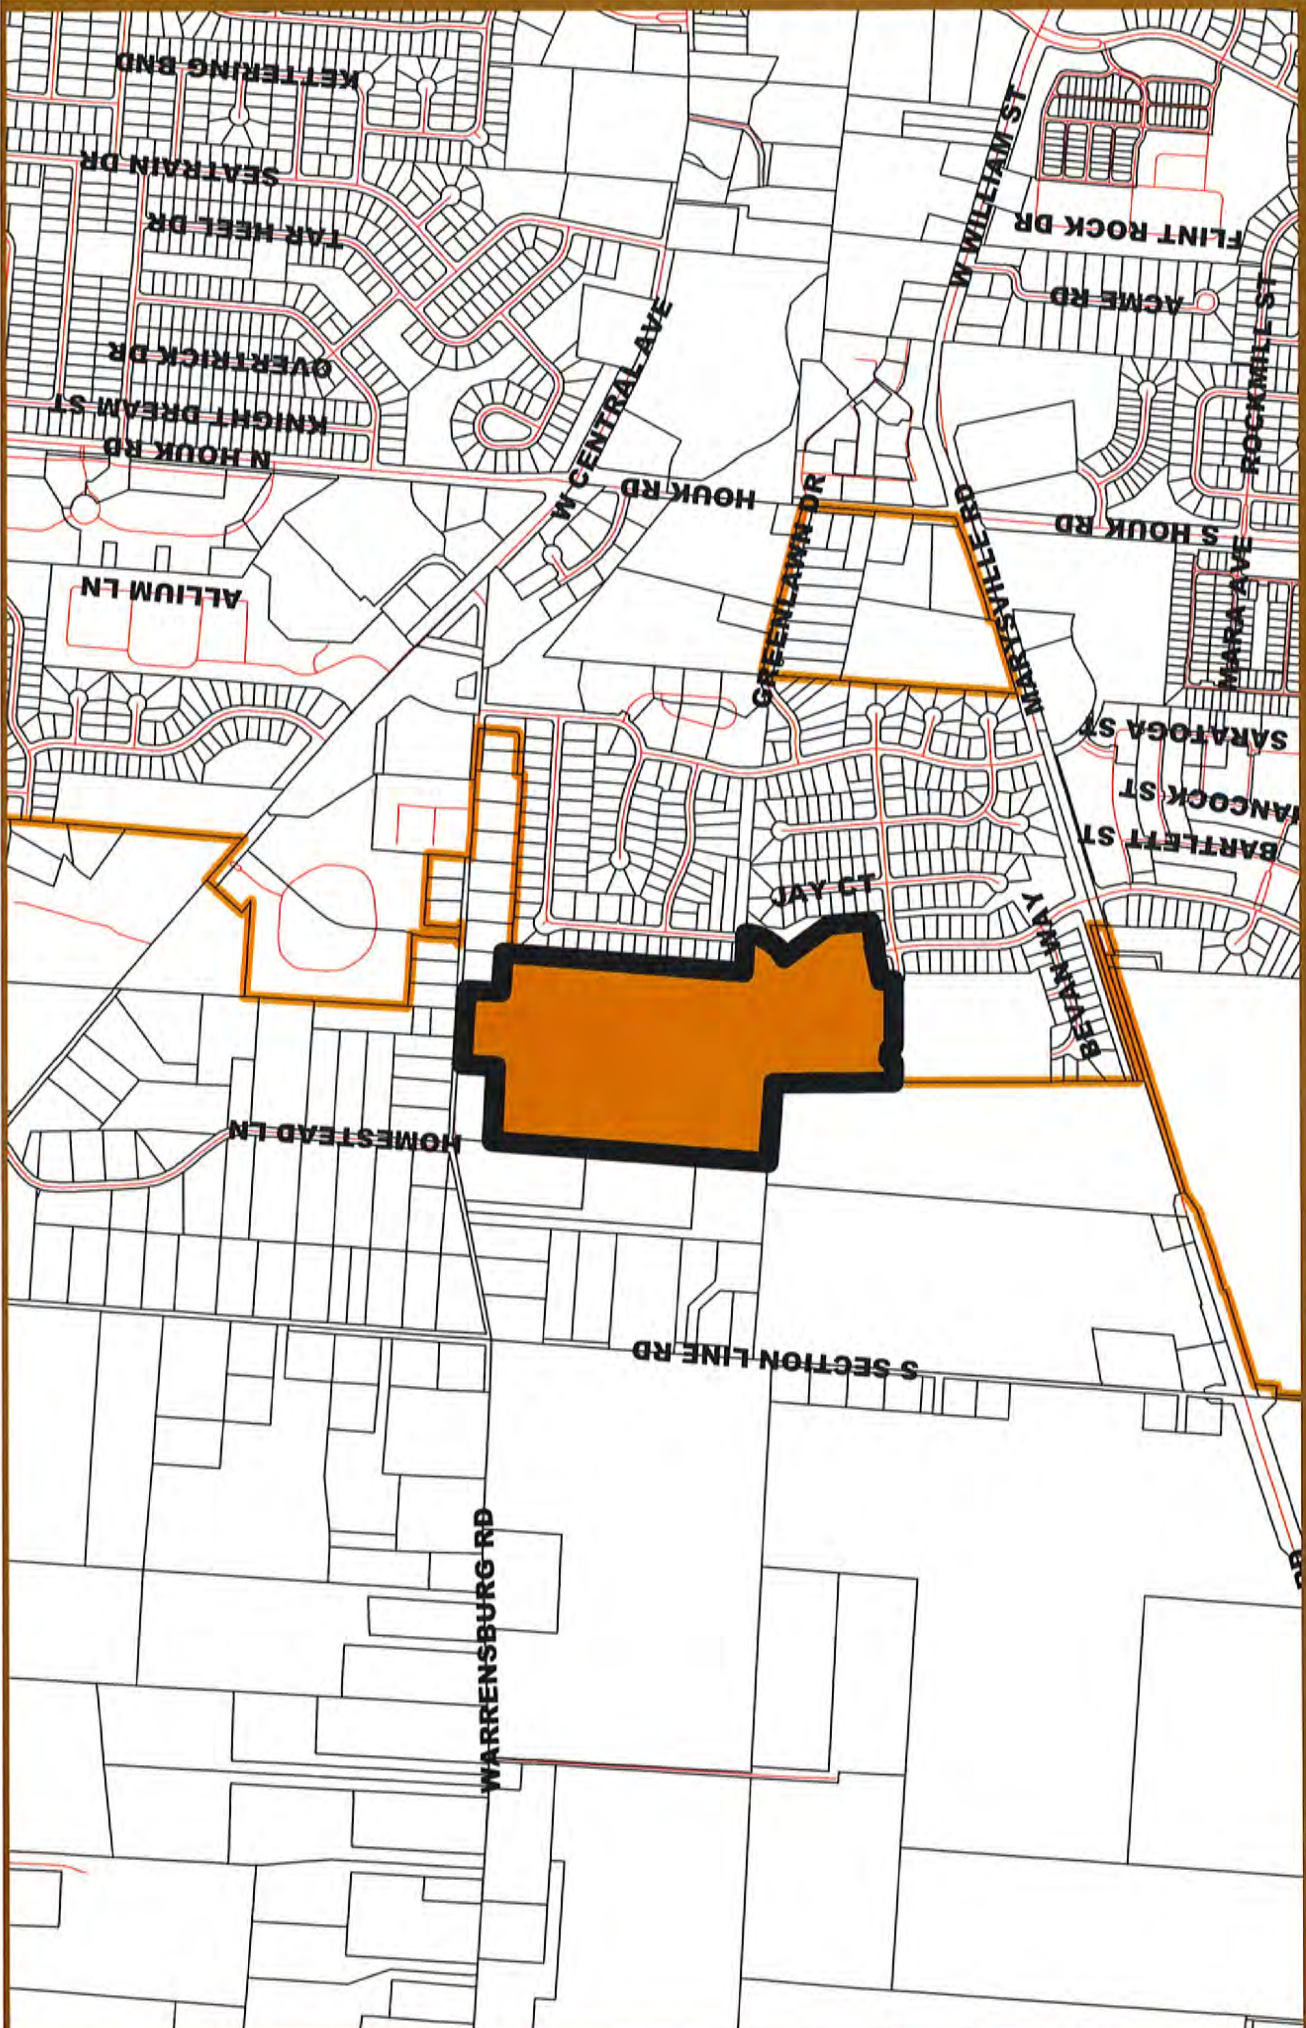 KETTERING BND
SEATRAIN DR
TAR HEEL DR
OVERTRICK DR
KNIGHT DREAM ST
N HOUK RD
W CENTRAL AVE
W WILLIAM ST
FLINT ROCK DR
ACME RD
ROCKMILL ST
HOUK RD
S HOUK RD
ALLIUM LN
GREENLAWN DR
MARYSVILLE RD
MARA AVE
SARATOGA ST
HANCOCK ST
BARTLETT ST
JAY CT
BEVAN WAY
HOMESTEAD LN
S SECTION LINE RD
WARRENSBURG RD